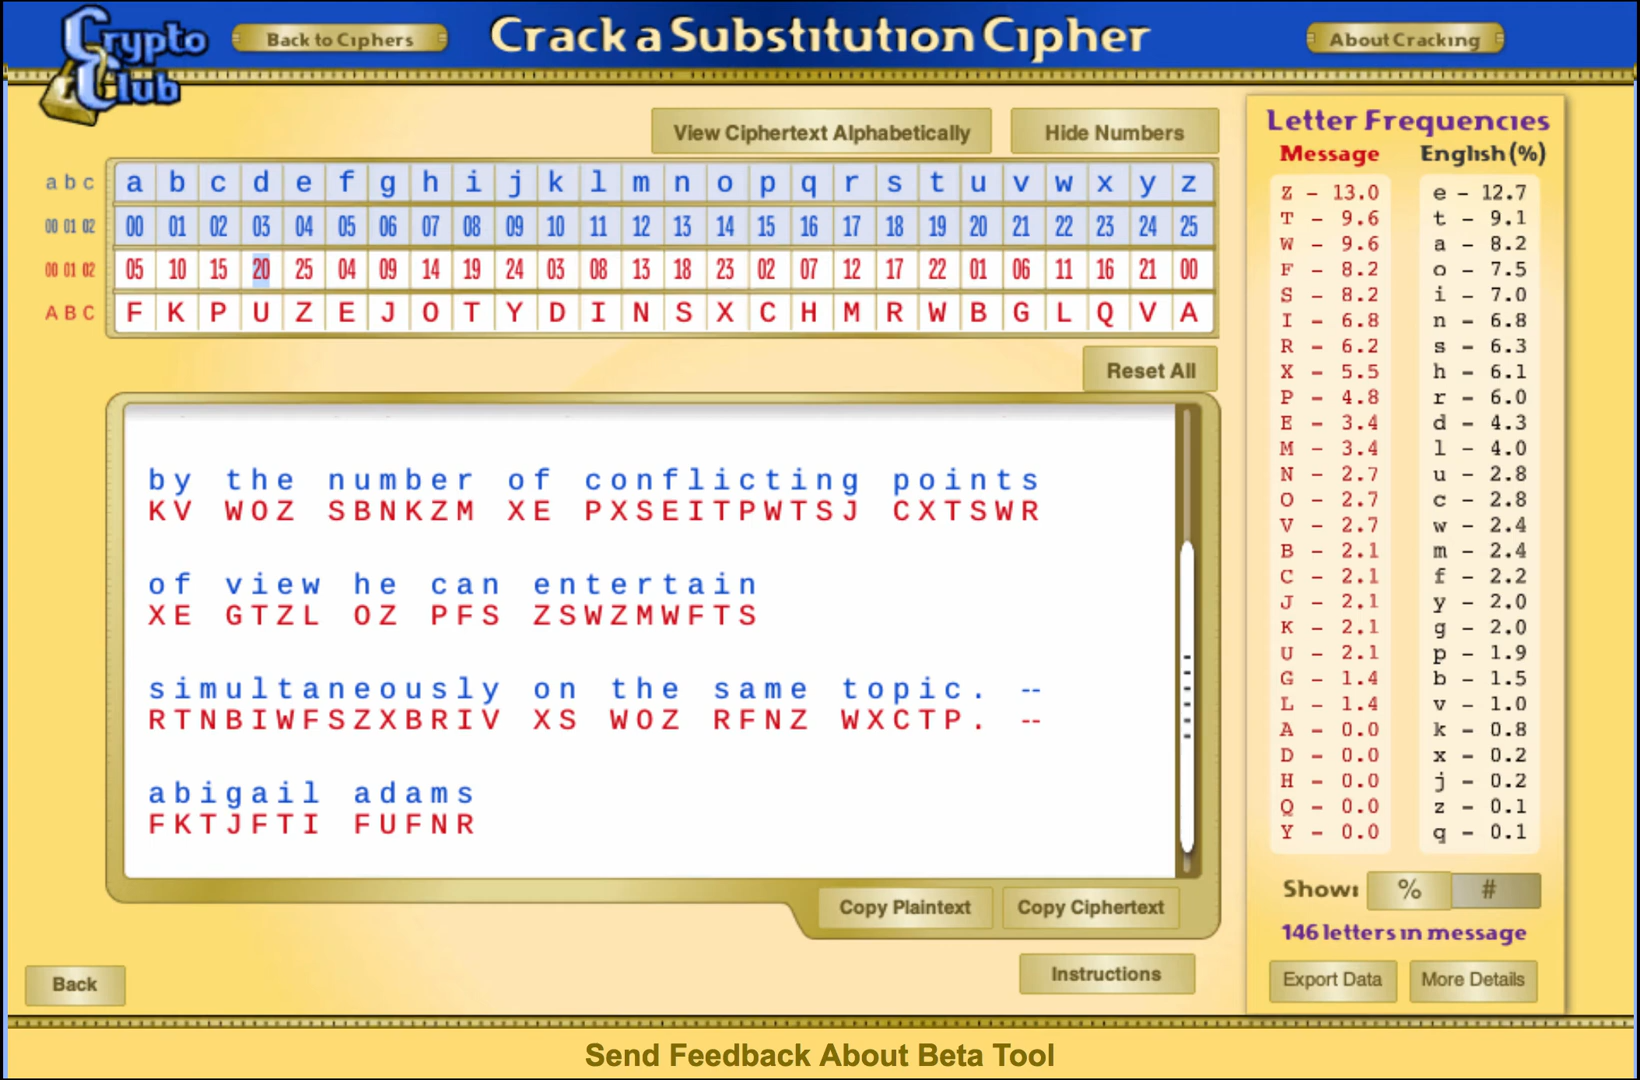 Crypto Club
Back to Ciphers
Crack a Substitution Cipher
About Cracking
View Ciphertext Alphabetically
Hide Numbers
a b c a b c d e f g h i j k l m n o p q r s t u v w x y z
00 01 02 00 01 02 03 04 05 06 07 08 09 10 11 12 13 14 15 16 17 18 19 20 21 22 23 24 25
00 01 02 05 10 15 20 25 04 09 14 19 24 03 08 13 18 23 02 07 12 17 22 01 06 11 16 21 00
A B C F K P U Z E J O T Y D I N S X C H M R W B G L Q V A
Reset All
by the number of conflicting points
KV WOZ SBNKZM XE PXSEITPWTSJ CXTSWR
of view he can entertain
XE GTZL OZ PFS ZSWZMWFTS
simultaneously on the same topic. --
RTNBIWFSZXBRIV XS WOZ RFNZ WXCTP. --
abigail adams
FKTJFTI FUFNR
Copy Plaintext
Copy Ciphertext
Back
Instructions
Letter Frequencies
Message English (%)
Z - 13.0 e - 12.7
T - 9.6 t - 9.1
W - 9.6 a - 8.2
F - 8.2 o - 7.5
S - 8.2 i - 7.0
I - 6.8 n - 6.8
R - 6.2 s - 6.3
X - 5.5 h - 6.1
P - 4.8 r - 6.0
E - 3.4 d - 4.3
M - 3.4 l - 4.0
N - 2.7 u - 2.8
O - 2.7 c - 2.8
V - 2.7 w - 2.4
B - 2.1 m - 2.4
C - 2.1 f - 2.2
J - 2.1 y - 2.0
K - 2.1 g - 2.0
U - 2.1 p - 1.9
G - 1.4 b - 1.5
L - 1.4 v - 1.0
A - 0.0 k - 0.8
D - 0.0 x - 0.2
H - 0.0 j - 0.2
Q - 0.0 z - 0.1
Y - 0.0 q - 0.1
Show: % #
146 letters in message
Export Data
More Details
Send Feedback About Beta Tool